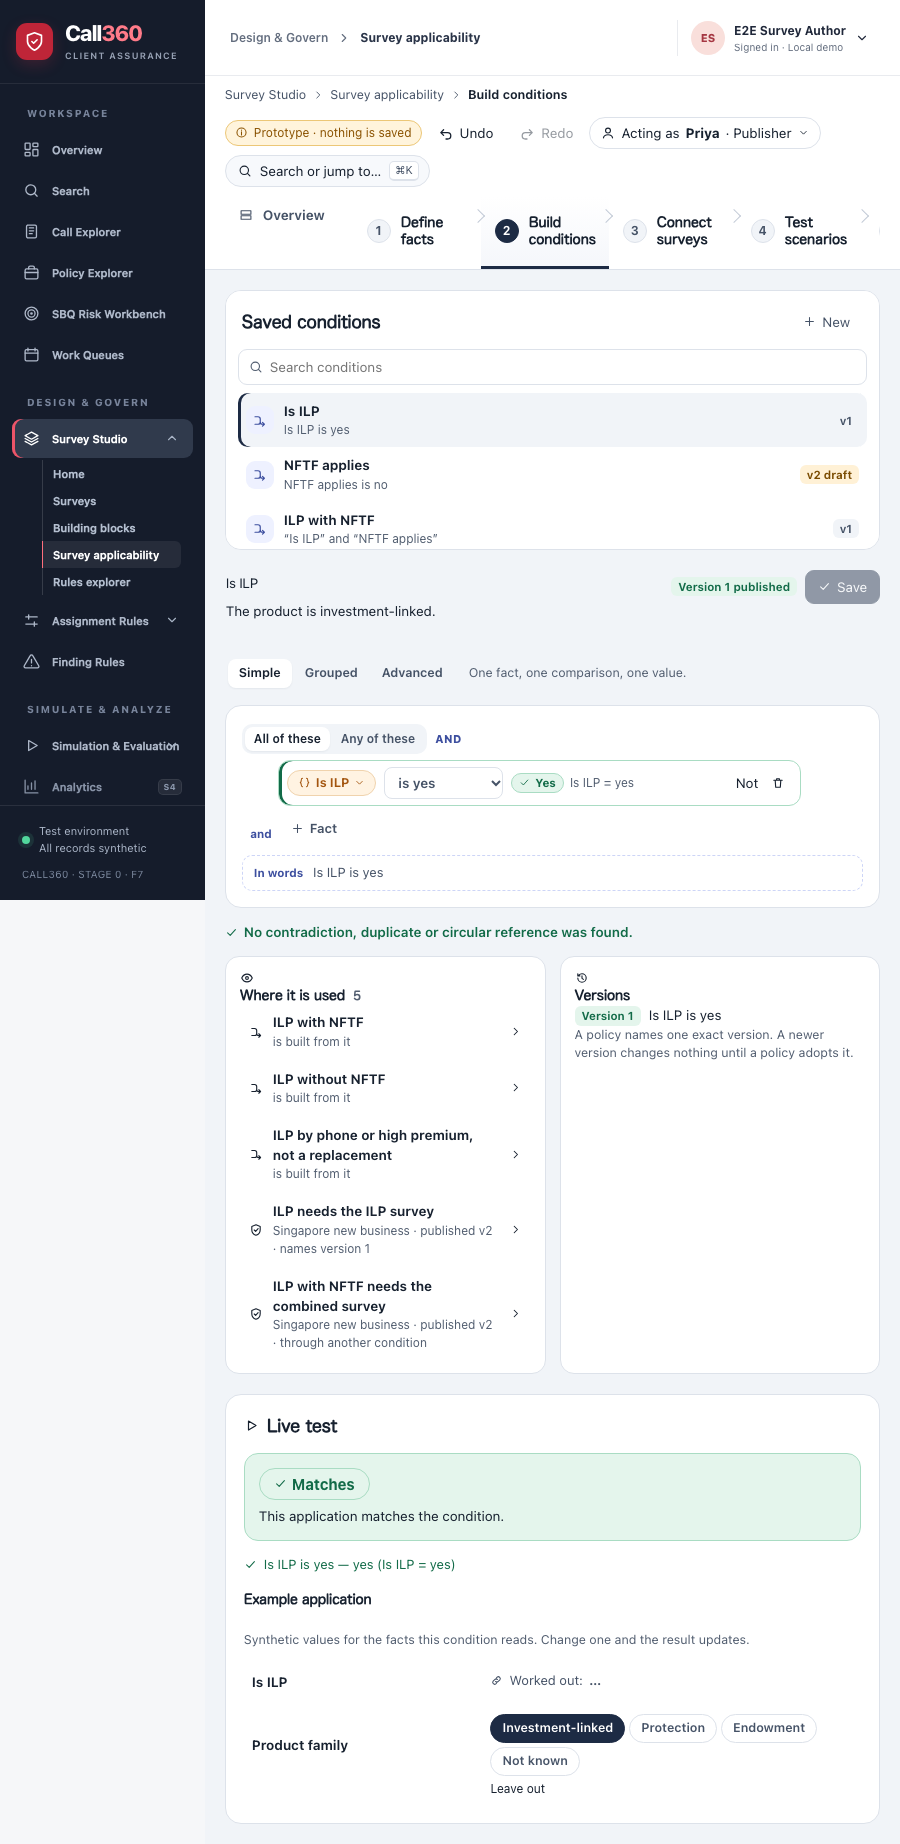 Call360
CLIENT ASSURANCE
WORKSPACE
Overview
Search
Call Explorer
Policy Explorer
SBQ Risk Workbench
Work Queues
DESIGN & GOVERN
Survey Studio
Home
Surveys
Building blocks
Survey applicability
Rules explorer
Assignment Rules
Finding Rules
SIMULATE & ANALYZE
Simulation & Evaluation
Analytics S4
Test environment
All records synthetic
CALL360 · STAGE 0 · F7
Design & Govern > Survey applicability
ES
E2E Survey Author
Signed in · Local demo
Survey Studio > Survey applicability > Build conditions
Prototype · nothing is saved
Undo
Redo
Acting as Priya · Publisher
Search or jump to... ⌘K
Overview
1 Define facts
2 Build conditions
3 Connect surveys
4 Test scenarios
Saved conditions
+ New
Search conditions
Is ILP
Is ILP is yes
v1
NFTF applies
NFTF applies is no
v2 draft
ILP with NFTF
“Is ILP” and “NFTF applies”
v1
Is ILP
Version 1 published
Save
The product is investment-linked.
Simple Grouped Advanced One fact, one comparison, one value.
All of these Any of these AND
{} Is ILP is yes Yes Is ILP = yes Not
and + Fact
In words Is ILP is yes
No contradiction, duplicate or circular reference was found.
Where it is used 5
ILP with NFTF
is built from it
ILP without NFTF
is built from it
ILP by phone or high premium,
not a replacement
is built from it
ILP needs the ILP survey
Singapore new business · published v2
· names version 1
ILP with NFTF needs the
combined survey
Singapore new business · published v2
· through another condition
Versions
Version 1 Is ILP is yes
A policy names one exact version. A newer
version changes nothing until a policy adopts it.
Live test
Matches
This application matches the condition.
Is ILP is yes — yes (Is ILP = yes)
Example application
Synthetic values for the facts this condition reads. Change one and the result updates.
Is ILP Worked out: ...
Product family
Investment-linked Protection Endowment
Not known
Leave out